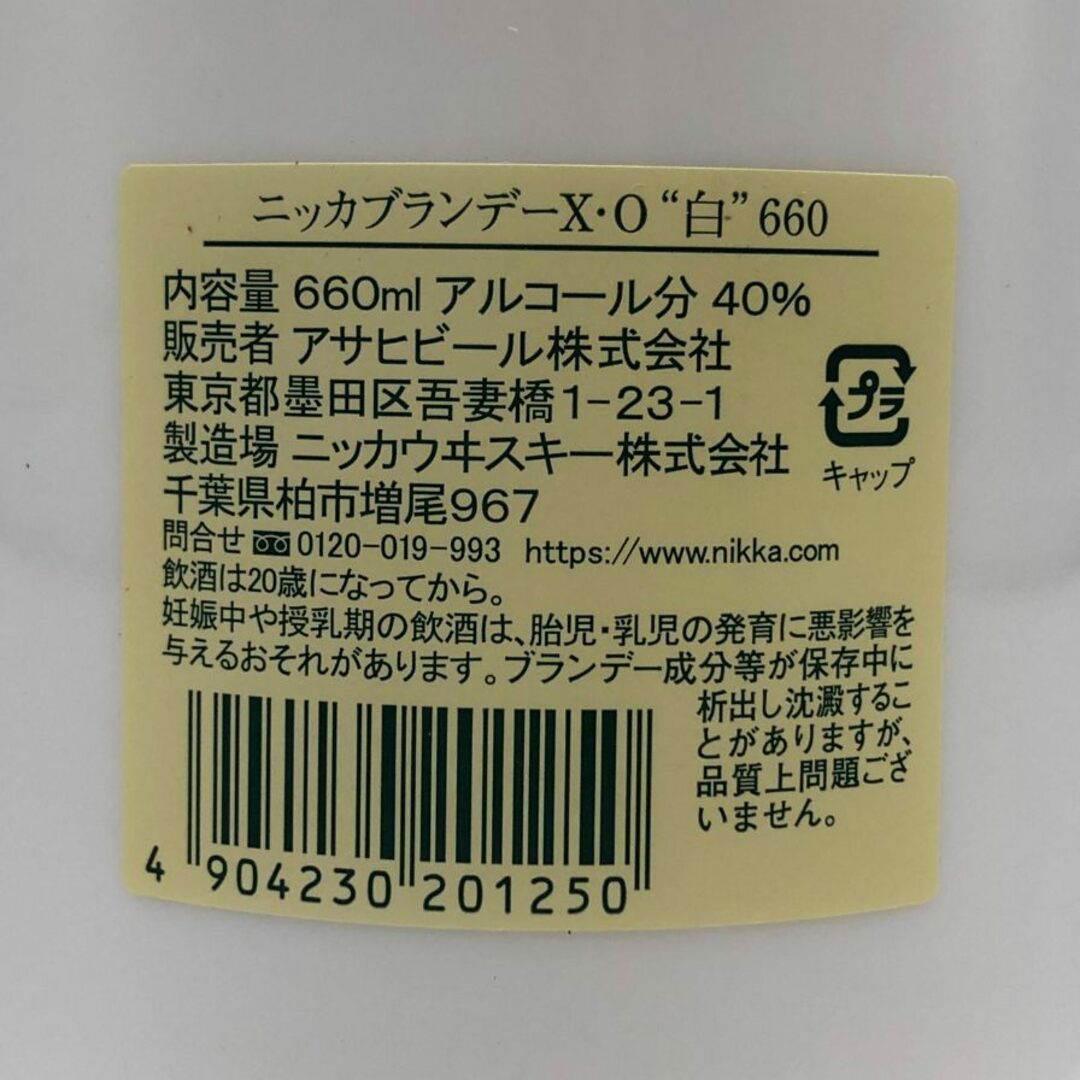 ニッカブランデーX・O “白” 660
内容量 660ml アルコール分 40%
販売者 アサヒビール株式会社
東京都墨田区吾妻橋1-23-1
製造場 ニッカウヰスキー株式会社
千葉県柏市増尾967
プラ
キャップ
問合せ 0120-019-993 https://www.nikka.com
飲酒は20歳になってから。
妊娠中や授乳期の飲酒は、胎児・乳児の発育に悪影響を
与えるおそれがあります。ブランデー成分等が保存中に
析出し沈澱するこ
とがありますが、
品質上問題ござ
いません。
4 904230 201250